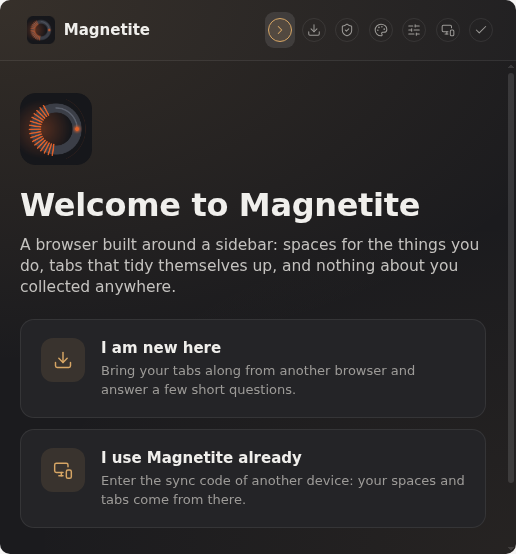 Magnetite
Welcome to Magnetite
A browser built around a sidebar: spaces for the things you
do, tabs that tidy themselves up, and nothing about you
collected anywhere.
I am new here
Bring your tabs along from another browser and
answer a few short questions.
I use Magnetite already
Enter the sync code of another device: your spaces and
tabs come from there.